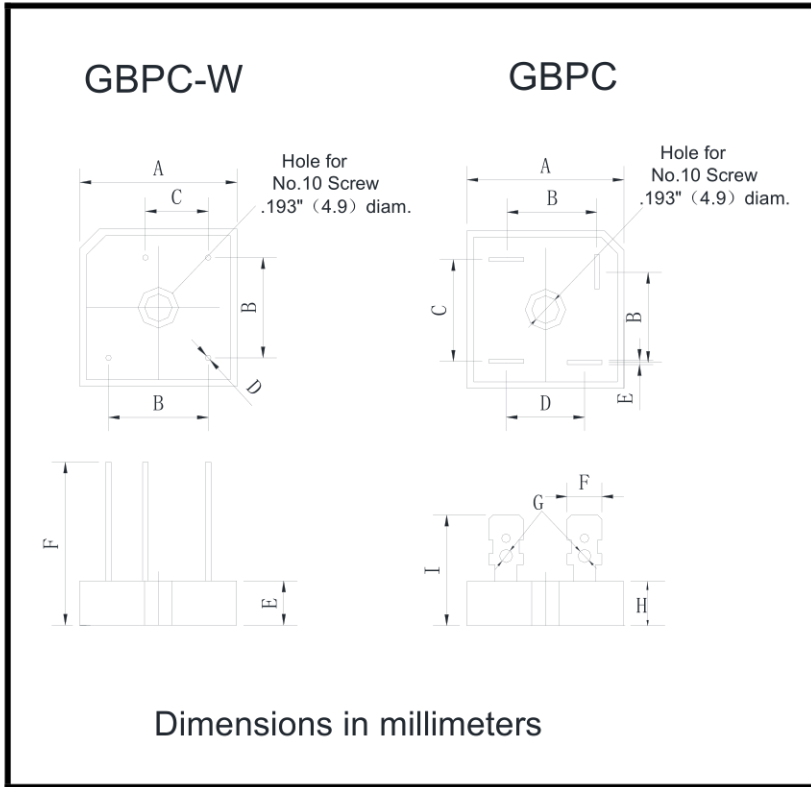 GBPC-W
GBPC
Hole for
No.10 Screw
.193"（4.9）diam.
A
C
B
B
D
F
E
Hole for
No.10 Screw
.193"（4.9）diam.
A
B
C
B
E
D
F
G
I
H
Dimensions in millimeters